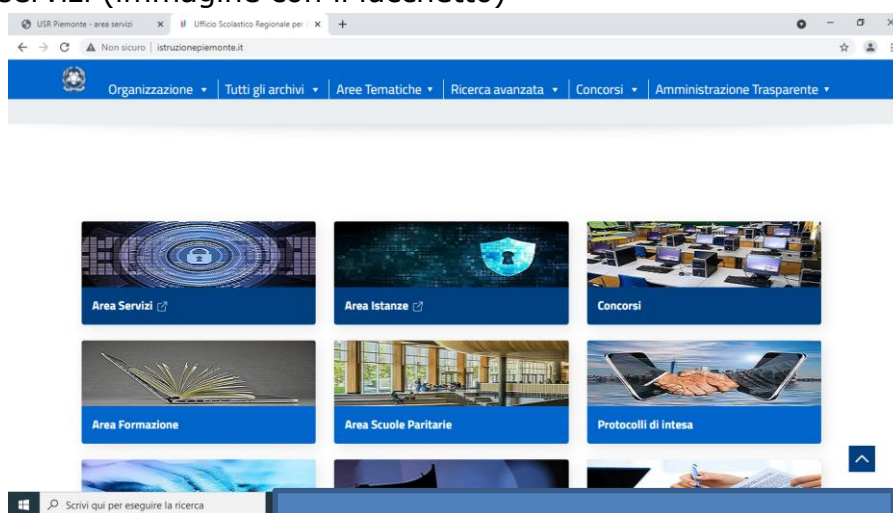 Servizi (immagine con il lucchetto)
USR Piemonte - area servizi
Ufficio Scolastico Regionale per
Non sicuro | istruzionepiemonte.it
Organizzazione
Tutti gli archivi
Aree Tematiche
Ricerca avanzata
Concorsi
Amministrazione Trasparente
Area Servizi
Area Istanze
Concorsi
Area Formazione
Area Scuole Paritarie
Protocolli di intesa
Scrivi qui per eseguire la ricerca